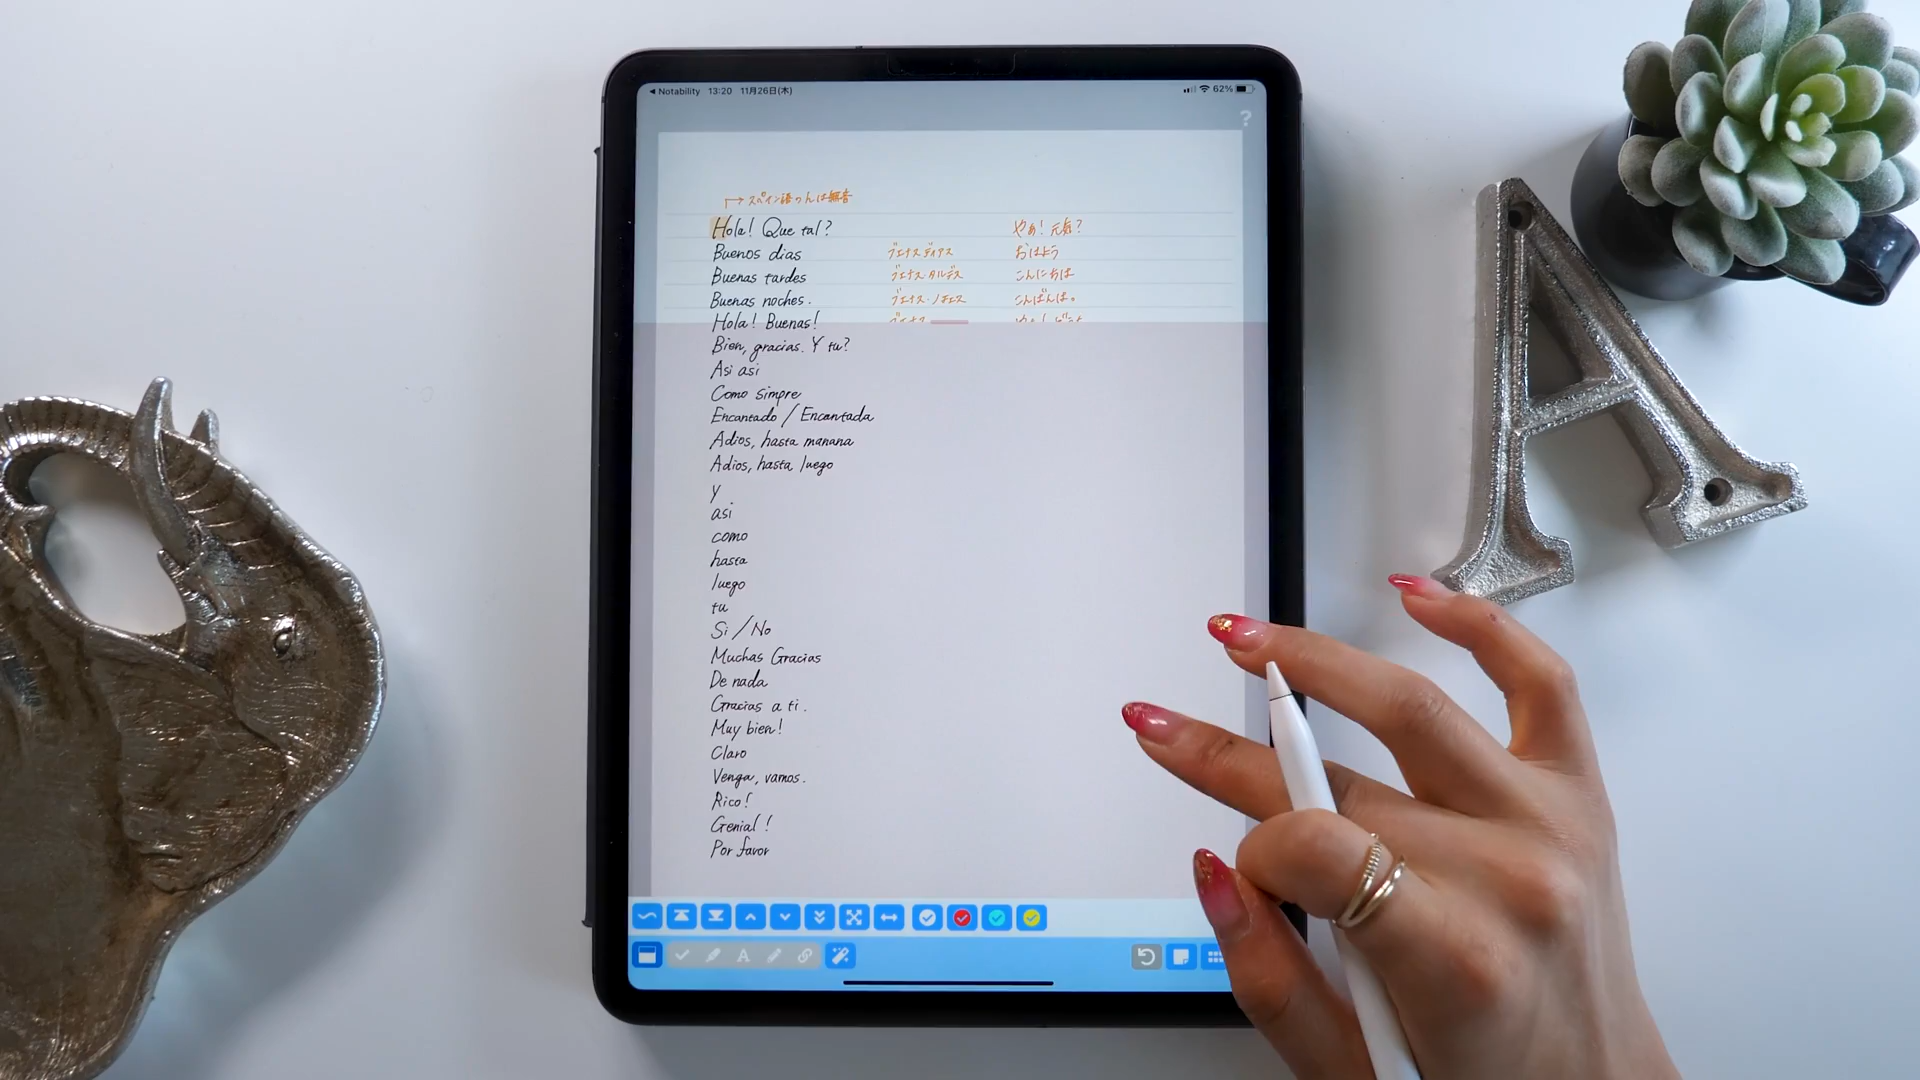 ◀ Notability 13:20 11月26日(木) 62%
?
スペイン語のhは無音
Hola! Que tal? やあ！元気？
Buenos dias ブエナスディアス おはよう
Buenas tardes ブエナスタルデス こんにちは
Buenas noches. ブエナス・ノチェス こんばんは。
Hola! Buenas!
Bien, gracias. Y tu?
Asi asi
Como simpre
Encantado / Encantada
Adios, hasta manana
Adios, hasta luego
y
asi
como
hasta
luego
tu
Si / No
Muchas Gracias
De nada
Gracias a ti.
Muy bien!
Claro
Venga, vamos.
Rico!
Genial!
Por favor
A
A